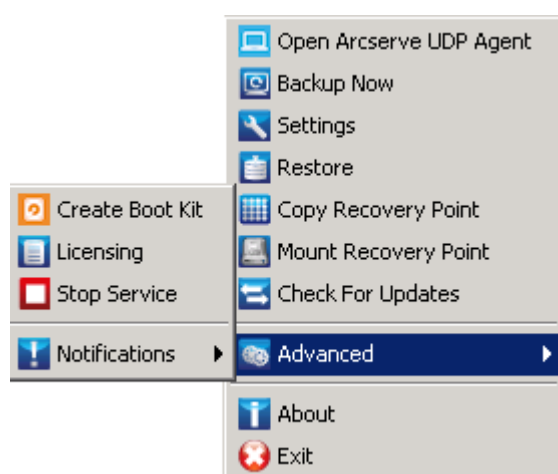 Open Arcserve UDP Agent
Backup Now
Settings
Restore
Copy Recovery Point
Mount Recovery Point
Check For Updates
Advanced
Create Boot Kit
Licensing
Stop Service
Notifications
About
Exit